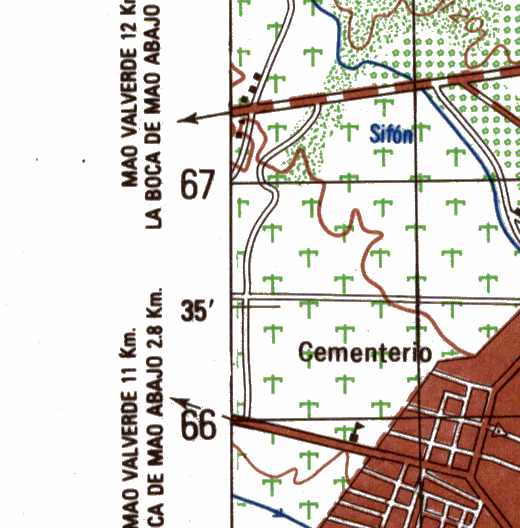 MAO VALVERDE 12
LA BOCA DE MAO ABAJO
20
Sifón
67
35'
Cementerio
MAO VALVERDE 11 Km.
CA DE MAO ABAJO 2.8 Km.
66